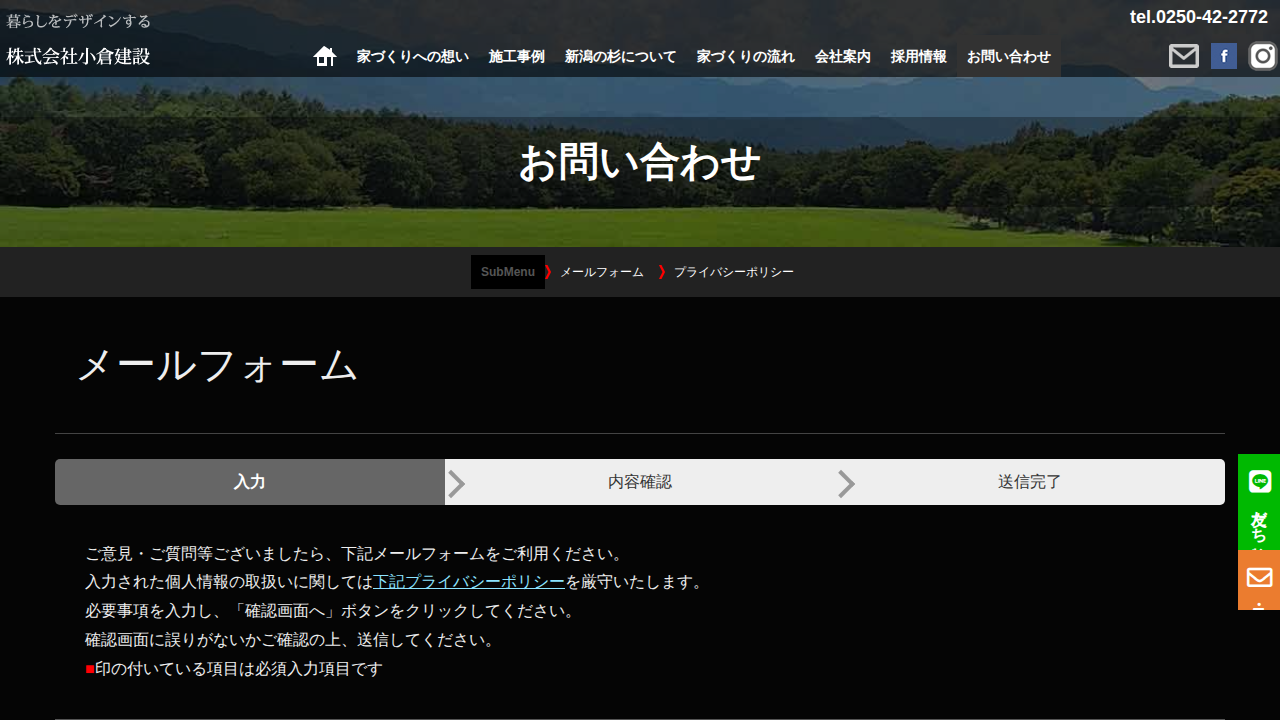 暮らしをデザインする
tel.0250-42-2772
株式会社小倉建設
家づくりへの想い 施工事例 新潟の杉について 家づくりの流れ 会社案内 採用情報 お問い合わせ
お問い合わせ
SubMenu 》メールフォーム 》プライバシーポリシー
メールフォーム
入力 内容確認 送信完了
LINE
友だち
ご意見・ご質問等ございましたら、下記メールフォームをご利用ください。
入力された個人情報の取扱いに関しては下記プライバシーポリシーを厳守いたします。
必要事項を入力し、「確認画面へ」ボタンをクリックしてください。
確認画面に誤りがないかご確認の上、送信してください。
■印の付いている項目は必須入力項目です